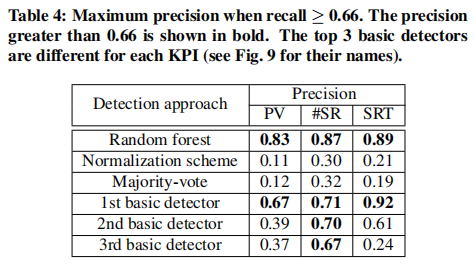 Table 4: Maximum precision when recall ≥ 0.66. The precision
greater than 0.66 is shown in bold. The top 3 basic detectors
are different for each KPI (see Fig. 9 for their names).
Detection approach Precision
PV #SR SRT
Random forest 0.83 0.87 0.89
Normalization scheme 0.11 0.30 0.21
Majority-vote 0.12 0.32 0.19
1st basic detector 0.67 0.71 0.92
2nd basic detector 0.39 0.70 0.61
3rd basic detector 0.37 0.67 0.24